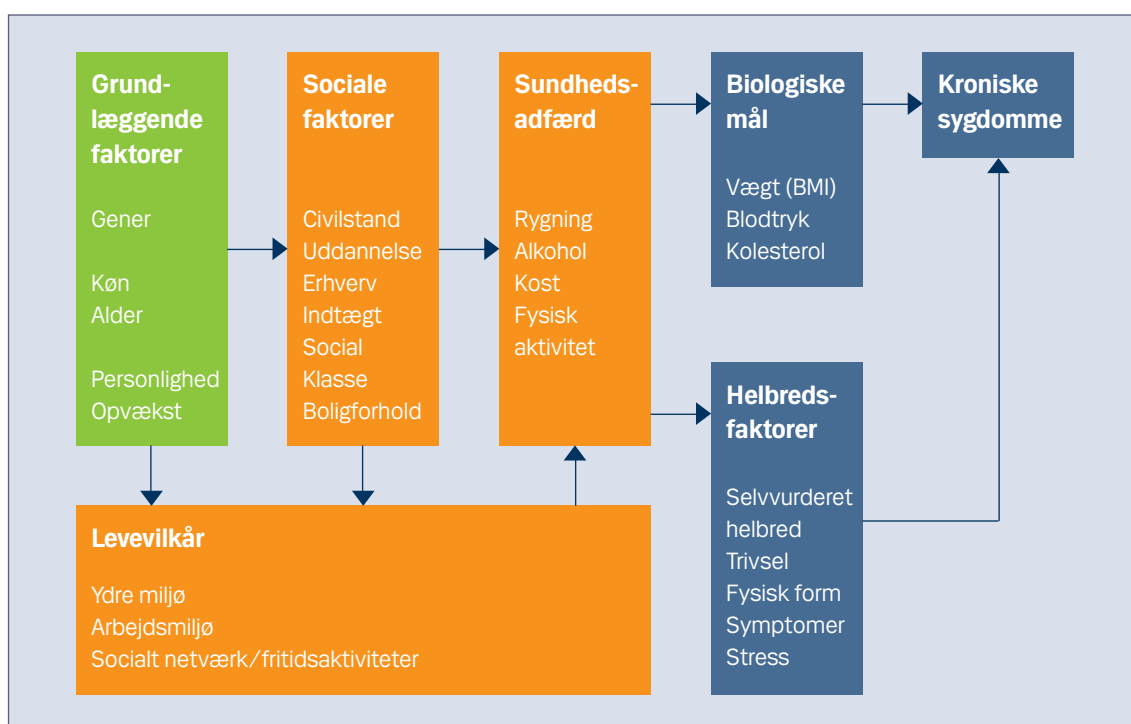 Grund-
læggende
faktorer
Gener
Køn
Alder
Personlighed
Opvækst
Sociale
faktorer
Civilstand
Uddannelse
Erhverv
Indtægt
Social
Klasse
Boligforhold
Sundheds-
adfærd
Rygning
Alkohol
Kost
Fysisk
aktivitet
Biologiske
mål
Vægt (BMI)
Blodtryk
Kolesterol
Kroniske
sygdomme
Helbreds-
faktorer
Selvvurderet
helbred
Trivsel
Fysisk form
Symptomer
Stress
Levevilkår
Ydre miljø
Arbejdsmiljø
Socialt netværk/fritidsaktiviteter